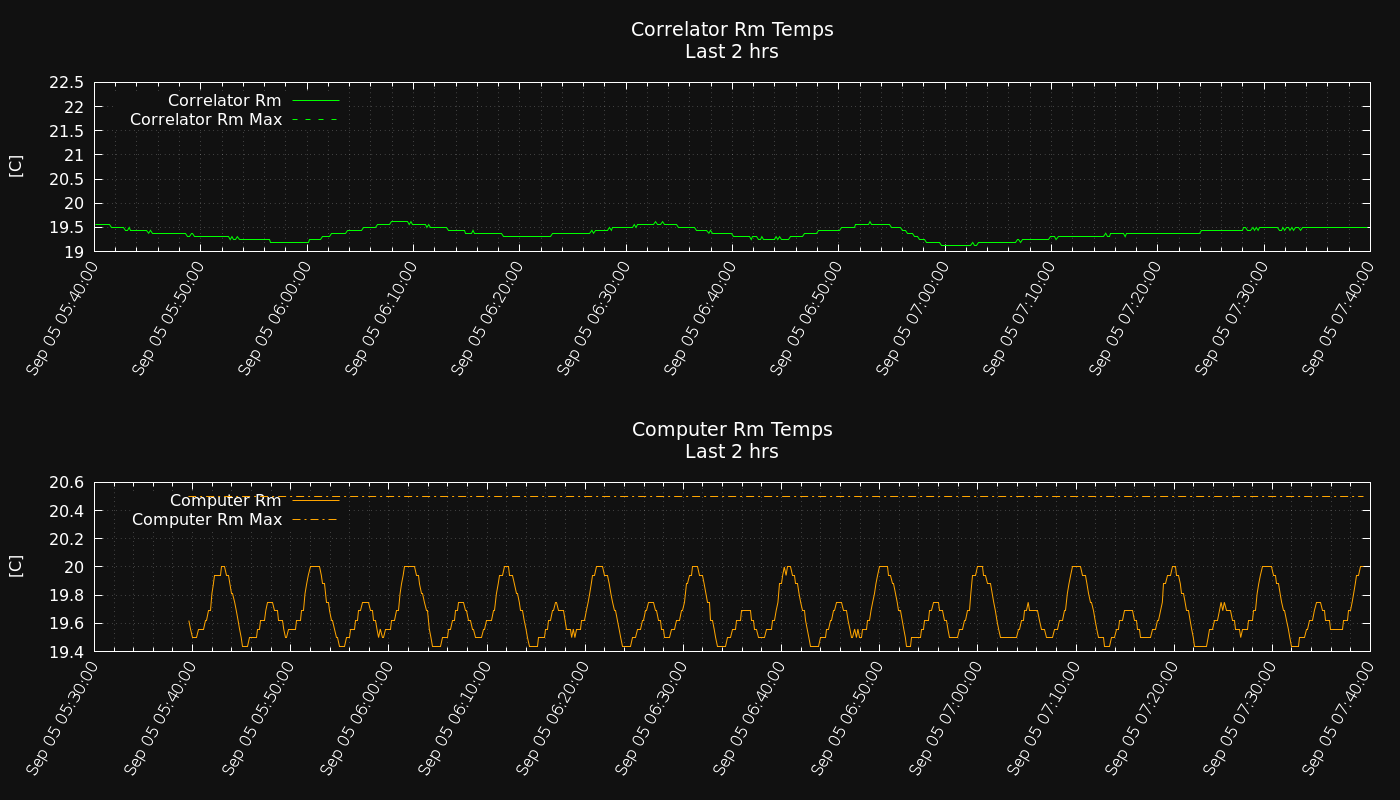 Correlator Rm Temps
Last 2 hrs
22.5
22
21.5
21
20.5
20
19.5
19
[C]
Correlator Rm
Correlator Rm Max
Sep 05 05:40:00
Sep 05 05:50:00
Sep 05 06:00:00
Sep 05 06:10:00
Sep 05 06:20:00
Sep 05 06:30:00
Sep 05 06:40:00
Sep 05 06:50:00
Sep 05 07:00:00
Sep 05 07:10:00
Sep 05 07:20:00
Sep 05 07:30:00
Sep 05 07:40:00
Computer Rm Temps
Last 2 hrs
20.6
20.4
20.2
20
19.8
19.6
19.4
[C]
Computer Rm
Computer Rm Max
Sep 05 05:30:00
Sep 05 05:40:00
Sep 05 05:50:00
Sep 05 06:00:00
Sep 05 06:10:00
Sep 05 06:20:00
Sep 05 06:30:00
Sep 05 06:40:00
Sep 05 06:50:00
Sep 05 07:00:00
Sep 05 07:10:00
Sep 05 07:20:00
Sep 05 07:30:00
Sep 05 07:40:00